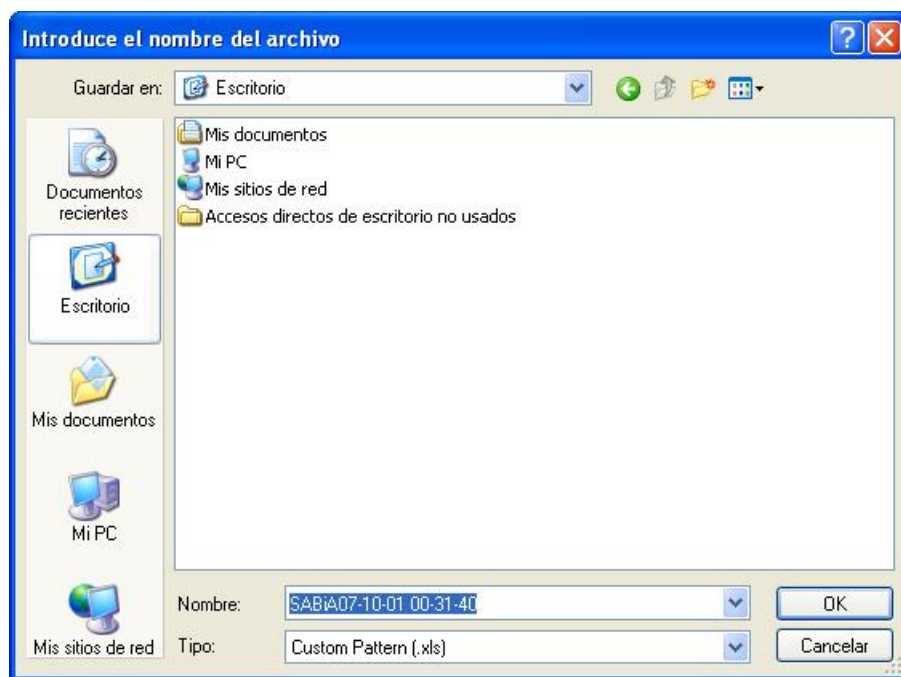 Introduce el nombre del archivo
Guardar en: Escritorio
Mis documentos
Mi PC
Mis sitios de red
Accesos directos de escritorio no usados
Documentos
recientes
Escritorio
Mis documentos
Mi PC
Mis sitios de red
Nombre: SABiA07-10-01 00-31-40 OK
Tipo: Custom Pattern (.xls) Cancelar